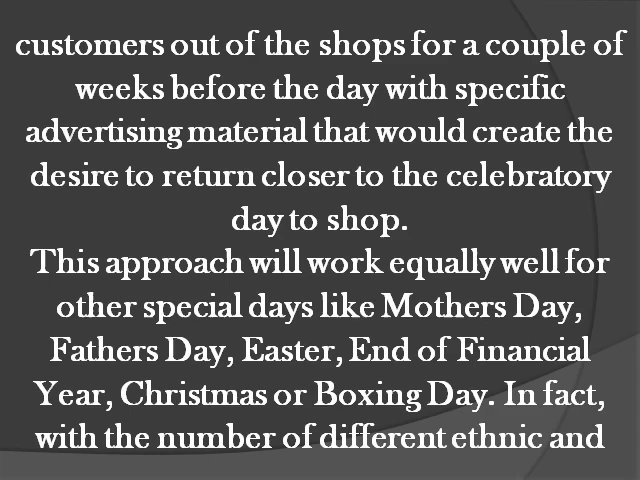 customers out of the shops for a couple of
weeks before the day with specific
advertising material that would create the
desire to return closer to the celebratory
day to shop.
This approach will work equally well for
other special days like Mothers Day,
Fathers Day, Easter, End of Financial
Year, Christmas or Boxing Day. In fact,
with the number of different ethnic and